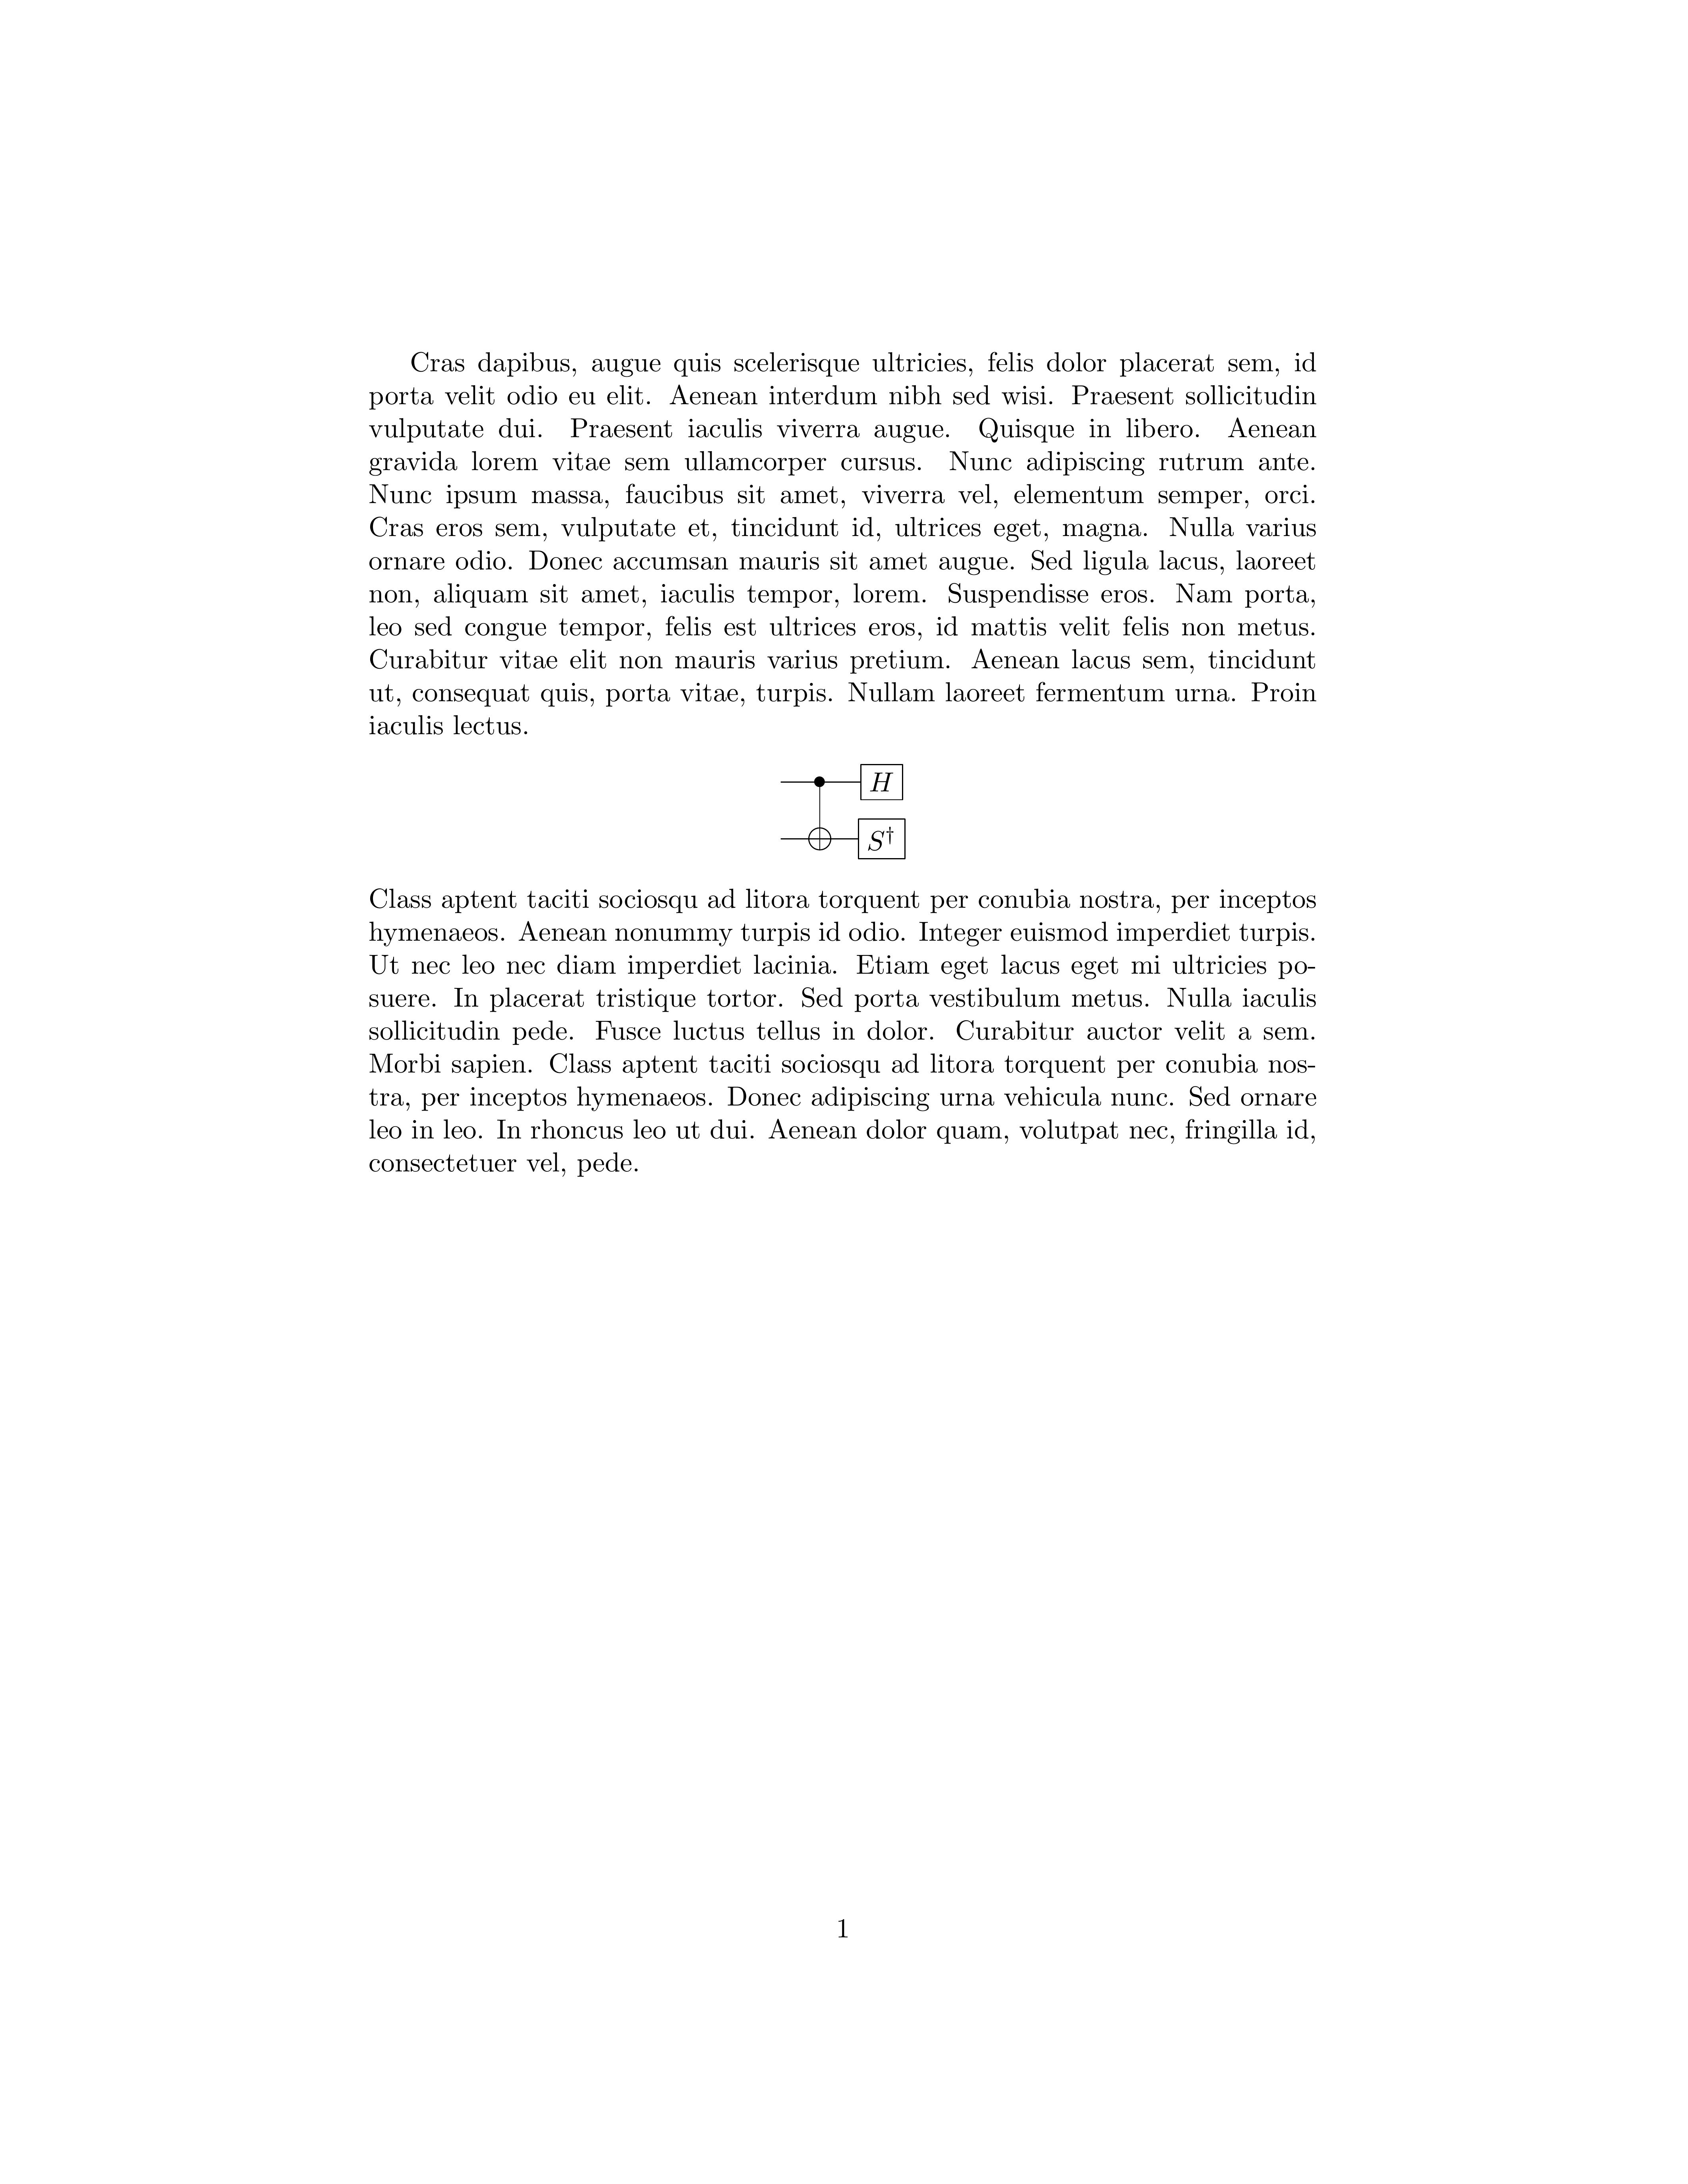 Cras dapibus, augue quis scelerisque ultricies, felis dolor placerat sem, id
porta velit odio eu elit. Aenean interdum nibh sed wisi. Praesent sollicitudin
vulputate dui. Praesent iaculis viverra augue. Quisque in libero. Aenean
gravida lorem vitae sem ullamcorper cursus. Nunc adipiscing rutrum ante.
Nunc ipsum massa, faucibus sit amet, viverra vel, elementum semper, orci.
Cras eros sem, vulputate et, tincidunt id, ultrices eget, magna. Nulla varius
ornare odio. Donec accumsan mauris sit amet augue. Sed ligula lacus, laoreet
non, aliquam sit amet, iaculis tempor, lorem. Suspendisse eros. Nam porta,
leo sed congue tempor, felis est ultrices eros, id mattis velit felis non metus.
Curabitur vitae elit non mauris varius pretium. Aenean lacus sem, tincidunt
ut, consequat quis, porta vitae, turpis. Nullam laoreet fermentum urna. Proin
iaculis lectus.
H
S†
Class aptent taciti sociosqu ad litora torquent per conubia nostra, per inceptos
hymenaeos. Aenean nonummy turpis id odio. Integer euismod imperdiet turpis.
Ut nec leo nec diam imperdiet lacinia. Etiam eget lacus eget mi ultricies po-
suere. In placerat tristique tortor. Sed porta vestibulum metus. Nulla iaculis
sollicitudin pede. Fusce luctus tellus in dolor. Curabitur auctor velit a sem.
Morbi sapien. Class aptent taciti sociosqu ad litora torquent per conubia nos-
tra, per inceptos hymenaeos. Donec adipiscing urna vehicula nunc. Sed ornare
leo in leo. In rhoncus leo ut dui. Aenean dolor quam, volutpat nec, fringilla id,
consectetuer vel, pede.
1